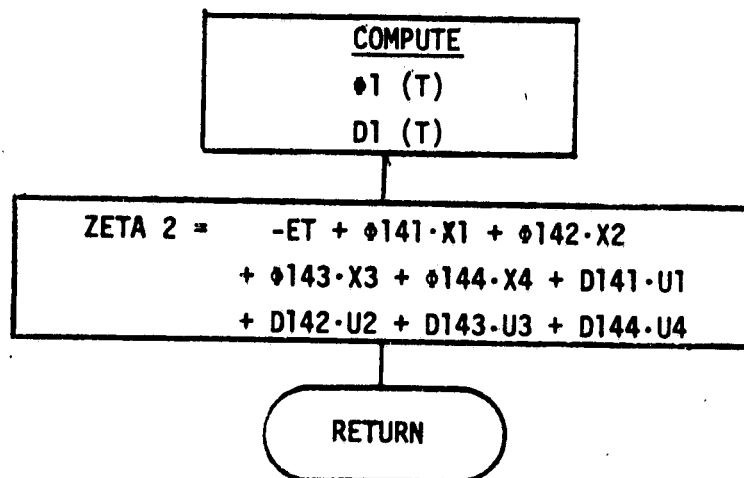 COMPUTE
Φ1 (T)
D1 (T)
ZETA 2 = -ET + Φ141·X1 + Φ142·X2
+ Φ143·X3 + Φ144·X4 + D141·U1
+ D142·U2 + D143·U3 + D144·U4
RETURN